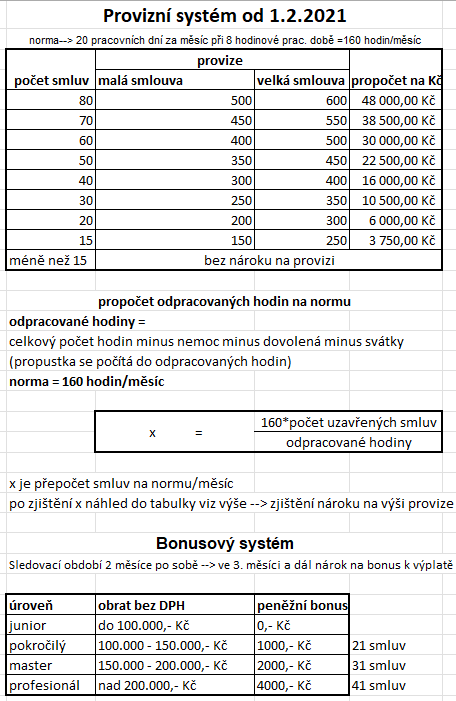 Provizní systém od 1.2.2021
norma--> 20 pracovních dní za měsíc při 8 hodinové prac. době =160 hodin/měsíc
provize
počet smluv malá smlouva velká smlouva propočet na Kč
80 500 600 48 000,00 Kč
70 450 550 38 500,00 Kč
60 400 500 30 000,00 Kč
50 350 450 22 500,00 Kč
40 300 400 16 000,00 Kč
30 250 350 10 500,00 Kč
20 200 300 6 000,00 Kč
15 150 250 3 750,00 Kč
méně než 15 bez nároku na provizi
propočet odpracovaných hodin na normu
odpracované hodiny =
celkový počet hodin minus nemoc minus dovolená minus svátky
(propustka se počítá do odpracovaných hodin)
norma = 160 hodin/měsíc
160*počet uzavřených smluv
x =
odpracované hodiny
x je přepočet smluv na normu/měsíc
po zjištění x náhled do tabulky viz výše --> zjištění nároku na výši provize
Bonusový systém
Sledovací období 2 měsíce po sobě --> ve 3. měsíci a dál nárok na bonus k výplatě
úroveň obrat bez DPH peněžní bonus
junior do 100.000,- Kč 0,- Kč
pokročilý 100.000 - 150.000,- Kč 1000,- Kč 21 smluv
master 150.000 - 200.000,- Kč 2000,- Kč 31 smluv
profesionál nad 200.000,- Kč 4000,- Kč 41 smluv